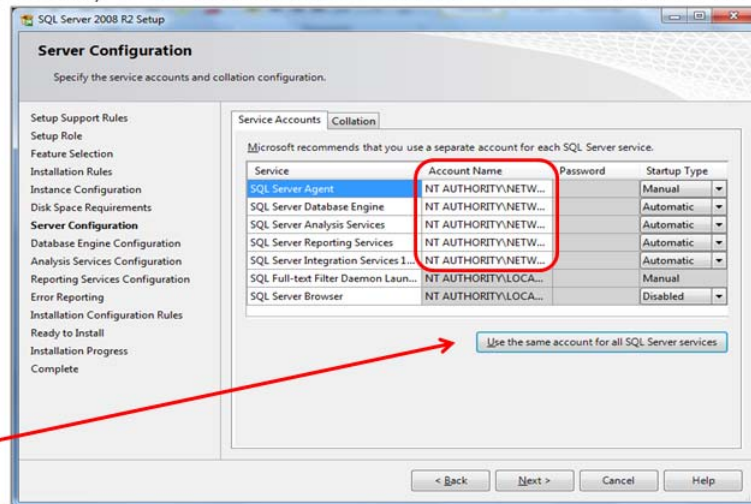 SQL Server 2008 R2 Setup
Server Configuration
Specify the service accounts and collation configuration.
Setup Support Rules
Setup Role
Feature Selection
Installation Rules
Instance Configuration
Disk Space Requirements
Server Configuration
Database Engine Configuration
Analysis Services Configuration
Reporting Services Configuration
Error Reporting
Installation Configuration Rules
Ready to Install
Installation Progress
Complete
Service Accounts Collation
Microsoft recommends that you use a separate account for each SQL Server service.
Service Account Name Password Startup Type
SQL Server Agent NT AUTHORITY\NETW... Manual
SQL Server Database Engine NT AUTHORITY\NETW... Automatic
SQL Server Analysis Services NT AUTHORITY\NETW... Automatic
SQL Server Reporting Services NT AUTHORITY\NETW... Automatic
SQL Server Integration Services 1... NT AUTHORITY\NETW... Automatic
SQL Full-text Filter Daemon Laun... NT AUTHORITY\LOCA... Manual
SQL Server Browser NT AUTHORITY\LOCA... Disabled
Use the same account for all SQL Server services
< Back Next > Cancel Help